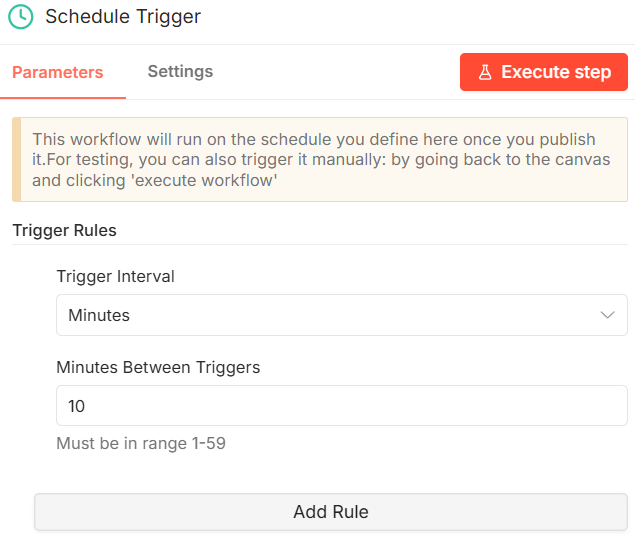 Schedule Trigger
Parameters
Settings
Execute step
This workflow will run on the schedule you define here once you publish
it.For testing, you can also trigger it manually: by going back to the canvas
and clicking 'execute workflow'
Trigger Rules
Trigger Interval
Minutes
Minutes Between Triggers
10
Must be in range 1-59
Add Rule